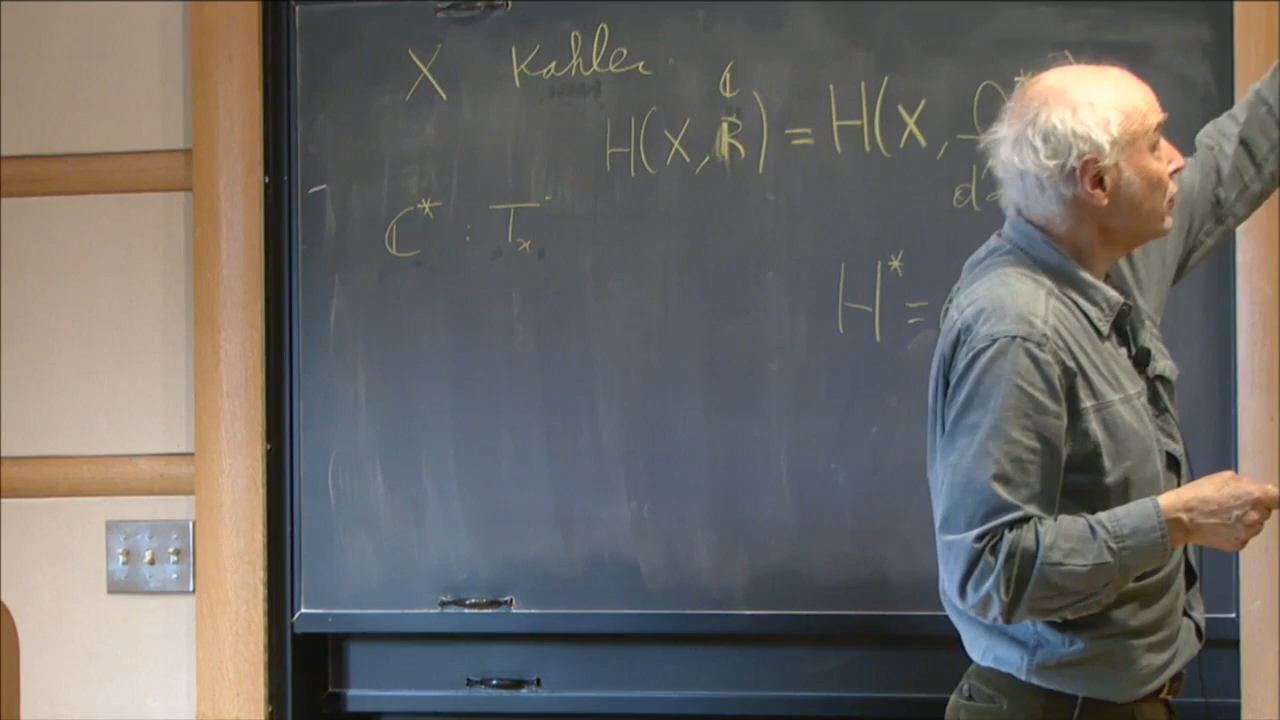 X Kahler
ℂ
H(X, R) = H(X, Ω*
d
ℂ* : T_x
H* =